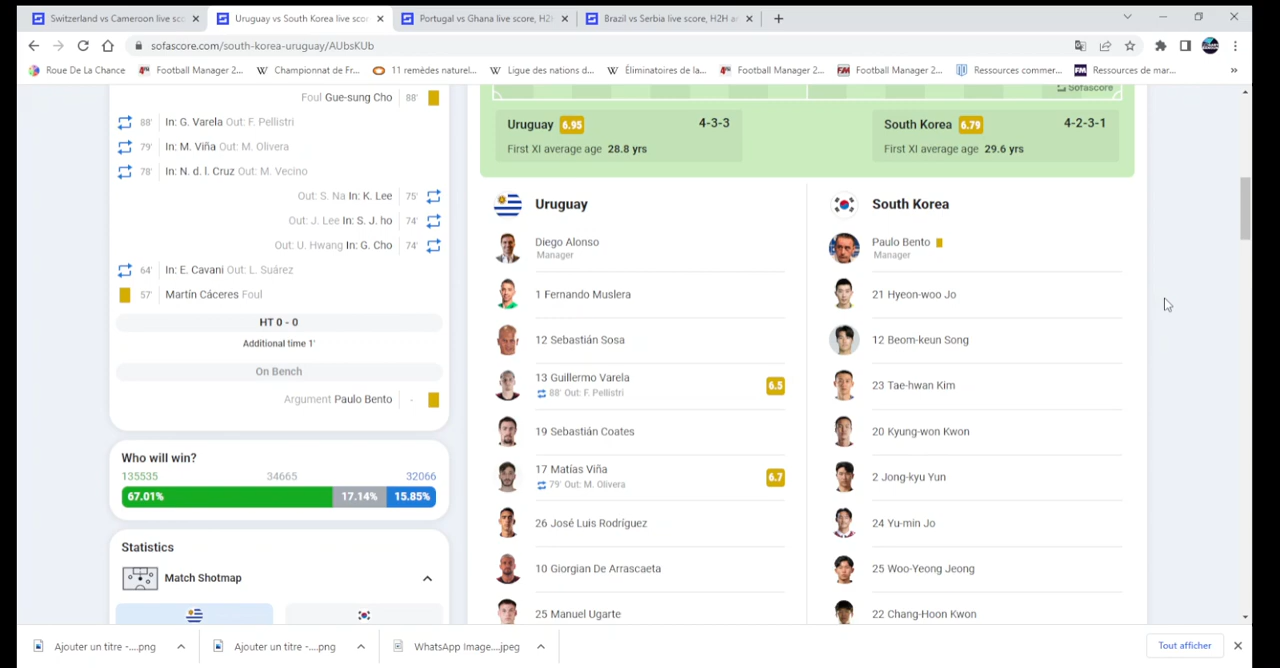 Switzerland vs Cameroon live sco
Uruguay vs South Korea live scor
Portugal vs Ghana live score, H2H
Brazil vs Serbia live score, H2H a
sofascore.com/south-korea-uruguay/AUbsKUb
Roue De La Chance
Football Manager 2...
Championat de Fr...
11 remèdes naturel...
Ligue des nations d...
Éliminatoires de la...
Football Manager 2...
Football Manager 2...
Ressources commer...
Ressources de mar...
»
Foul Gue-sung Cho 88'
88' In: G. Varela Out: F. Pellistri
79' In: M. Viña Out: M. Olivera
78' In: N. d. l. Cruz Out: M. Vecino
Out: S. Na In: K. Lee 75'
Out: J. Lee In: S. J. ho 74'
Out: U. Hwang In: G. Cho 74'
64' In: E. Cavani Out: L. Suárez
57' Martín Cáceres Foul
HT 0 - 0
Additional time 1'
On Bench
Argument Paulo Bento -
Who will win?
135535 34665 32066
67.01% 17.14% 15.85%
Statistics
Match Shotmap
Sofascore
Uruguay 6.95 4-3-3
First XI average age 28.8 yrs
South Korea 6.79 4-2-3-1
First XI average age 29.6 yrs
Uruguay
Diego Alonso
Manager
1 Fernando Muslera
12 Sebastián Sosa
13 Guillermo Varela 6.5
88' Out: F. Pellistri
19 Sebastián Coates
17 Matías Viña 6.7
79' Out: M. Olivera
26 José Luis Rodríguez
10 Giorgian De Arrascaeta
25 Manuel Ugarte
South Korea
Paulo Bento
Manager
21 Hyeon-woo Jo
12 Beom-keun Song
23 Tae-hwan Kim
20 Kyung-won Kwon
2 Jong-kyu Yun
24 Yu-min Jo
25 Woo-Yeong Jeong
22 Chang-Hoon Kwon
Ajouter un titre -....png
Ajouter un titre -....png
WhatsApp Image....jpeg
Tout afficher